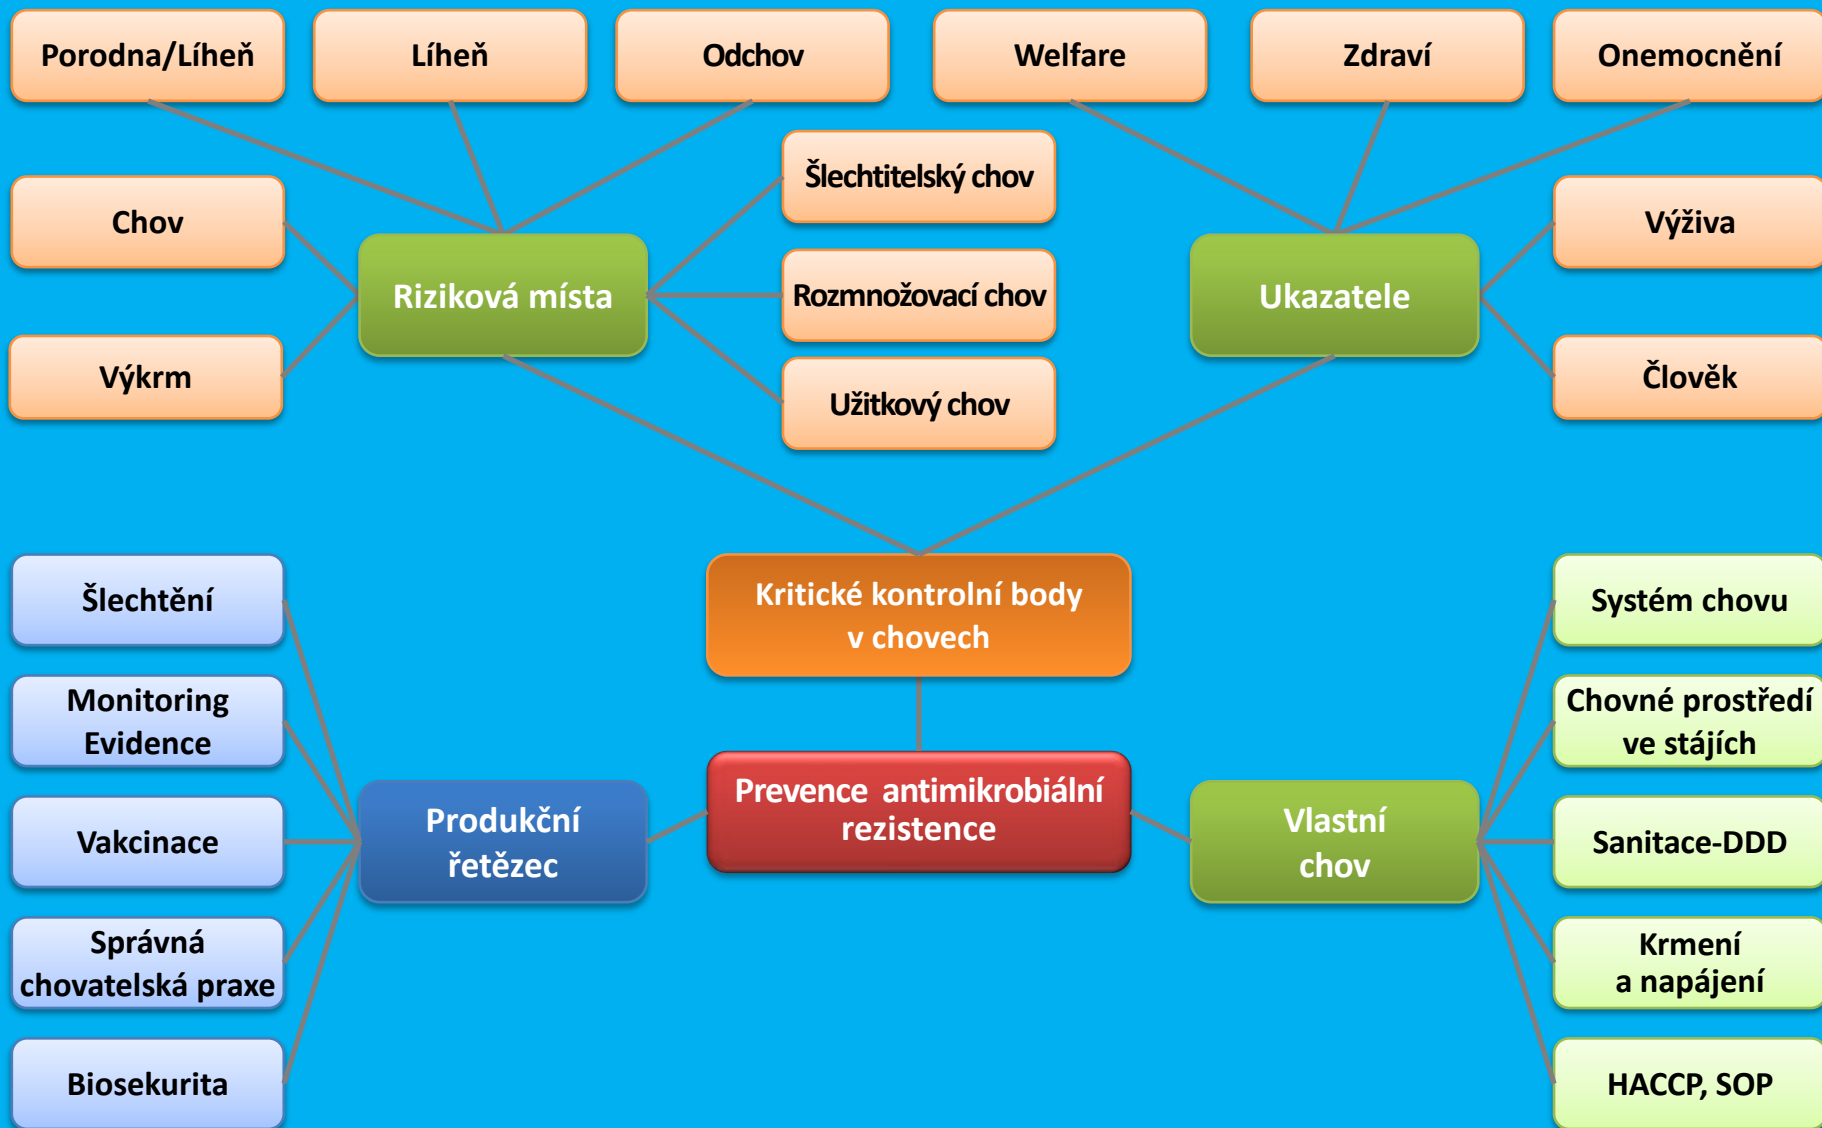 Porodna/Líheň
Líheň
Odchov
Welfare
Zdraví
Onemocnění
Chov
Šlechtitelský chov
Výživa
Riziková místa
Rozmnožovací chov
Ukazatele
Výkrm
Užitkový chov
Člověk
Kritické kontrolní body
v chovech
Šlechtění
Systém chovu
Monitoring
Evidence
Chovné prostředí
ve stájích
Prevence antimikrobiální
rezistence
Produkční
řetězec
Vlastní
chov
Vakcinace
Sanitace-DDD
Správná
chovatelská praxe
Krmení
a napájení
Biosekurita
HACCP, SOP